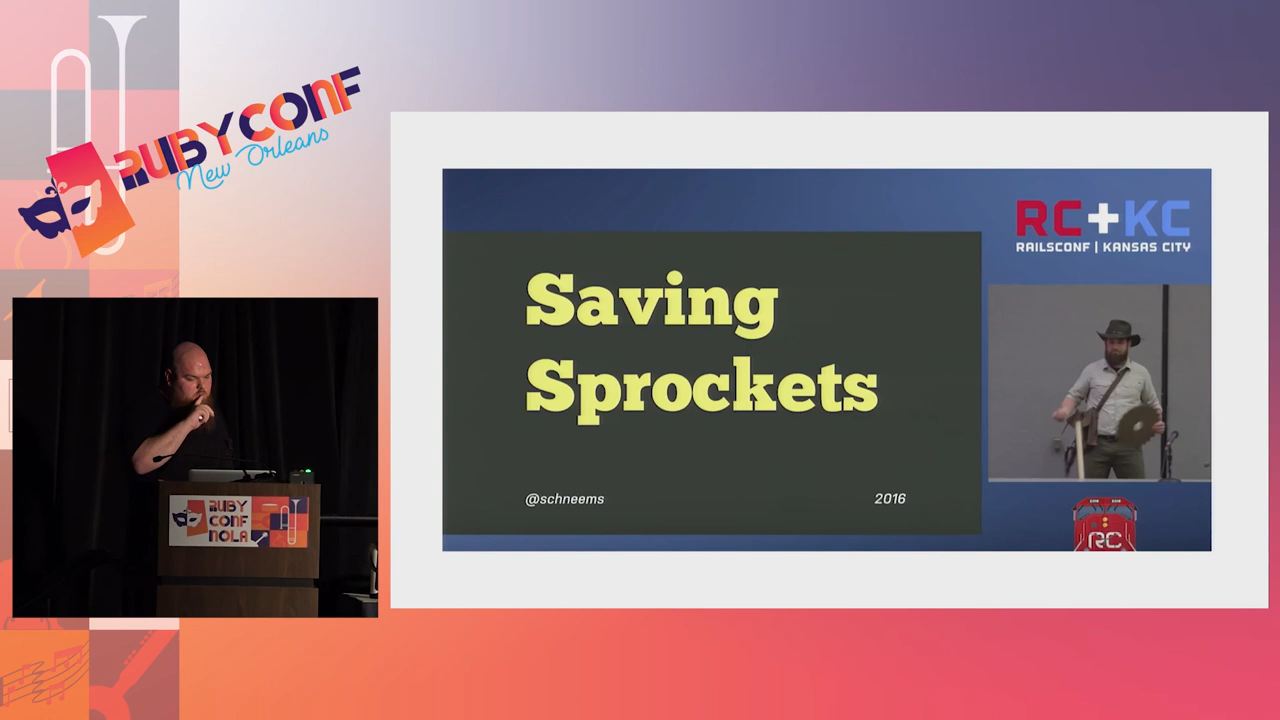 RUBYCONF
New Orleans
RC+KC
RAILSCONF | KANSAS CITY
Saving
Sprockets
@schneems
2016
RC
RUBY
CONF
NOLA